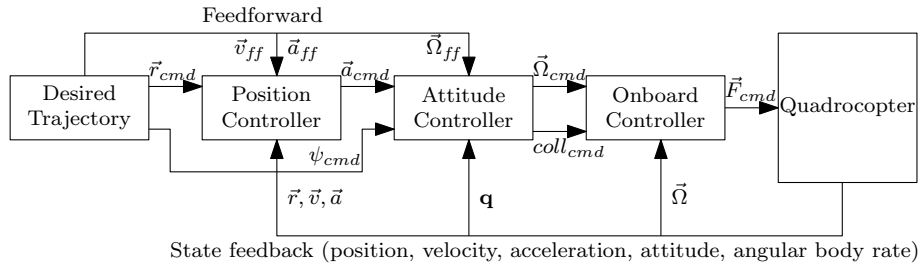 Feedforward
v⃗_ff a⃗_ff Ω⃗_ff
r⃗_cmd a⃗_cmd Ω⃗_cmd F⃗_cmd
Desired
Trajectory
Position
Controller
Attitude
Controller
Onboard
Controller
Quadrocopter
ψ_cmd coll_cmd
r⃗, v⃗, a⃗ q Ω⃗
State feedback (position, velocity, acceleration, attitude, angular body rate)